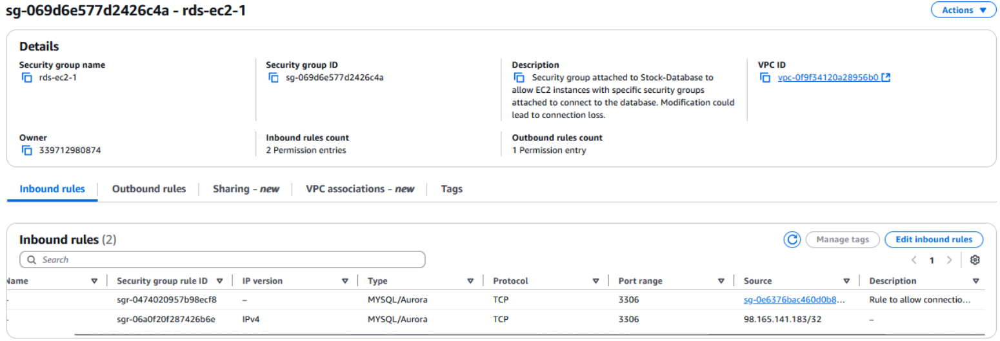 sg-069d6e577d2426c4a - rds-ec2-1
Actions
Details
Security group name
rds-ec2-1
Security group ID
sg-069d6e577d2426c4a
Description
Security group attached to Stock-Database to
allow EC2 instances with specific security groups
attached to connect to the database. Modification could
lead to connection loss.
VPC ID
vpc-0f9f34120a28956b0
Owner
339712980874
Inbound rules count
2 Permission entries
Outbound rules count
1 Permission entry
Inbound rules
Outbound rules
Sharing - new
VPC associations - new
Tags
Inbound rules (2)
Manage tags
Edit inbound rules
Search
1
Name Security group rule ID IP version Type Protocol Port range Source Description
- sgr-0474020957b98ecf8 – MYSQL/Aurora TCP 3306 sg-0e6376bac460d0b8... Rule to allow connectio...
- sgr-06a0f20f287426b6e IPv4 MYSQL/Aurora TCP 3306 98.165.141.183/32 –